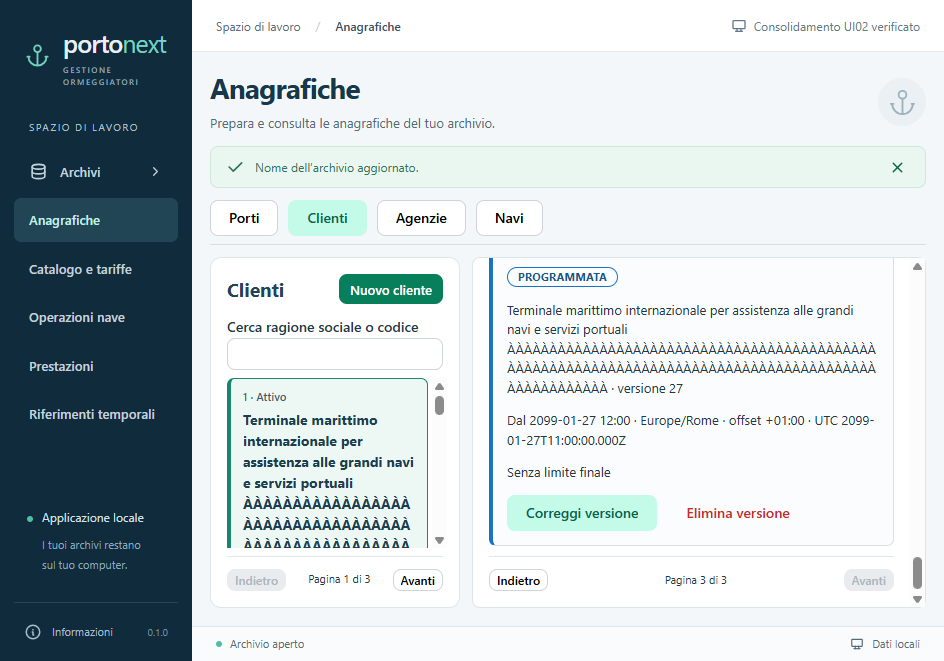 portonext
GESTIONE
ORMEGGIATORI
SPAZIO DI LAVORO
Archivi
Anagrafiche
Catalogo e tariffe
Operazioni nave
Prestazioni
Riferimenti temporali
Applicazione locale
I tuoi archivi restano
sul tuo computer.
Informazioni 0.1.0
Spazio di lavoro / Anagrafiche
Consolidamento UI02 verificato
Anagrafiche
Prepara e consulta le anagrafiche del tuo archivio.
Nome dell'archivio aggiornato.
Porti
Clienti
Agenzie
Navi
Clienti
Nuovo cliente
Cerca ragione sociale o codice
1 · Attivo
Terminale marittimo
internazionale per
assistenza alle grandi navi
e servizi portuali
ÀÀÀÀÀÀÀÀÀÀÀÀÀÀÀÀÀ
ÀÀÀÀÀÀÀÀÀÀÀÀÀÀÀÀÀ
ÀÀÀÀÀÀÀÀÀÀÀÀÀÀÀÀÀ
Indietro
Pagina 1 di 3
Avanti
PROGRAMMATA
Terminale marittimo internazionale per assistenza alle grandi
navi e servizi portuali
ÀÀÀÀÀÀÀÀÀÀÀÀÀÀÀÀÀÀÀÀÀÀÀÀÀÀÀÀÀÀÀÀÀÀÀÀÀÀÀÀÀÀÀÀ
ÀÀÀÀÀÀÀÀÀÀÀÀÀÀÀÀÀÀÀÀÀÀÀÀÀÀÀÀÀÀÀÀÀÀÀÀÀÀÀÀÀÀÀÀ
ÀÀÀÀÀÀÀÀÀÀÀÀ · versione 27
Dal 2099-01-27 12:00 · Europe/Rome · offset +01:00 · UTC 2099-
01-27T11:00:00.000Z
Senza limite finale
Correggi versione
Elimina versione
Indietro
Pagina 3 di 3
Avanti
Archivio aperto
Dati locali